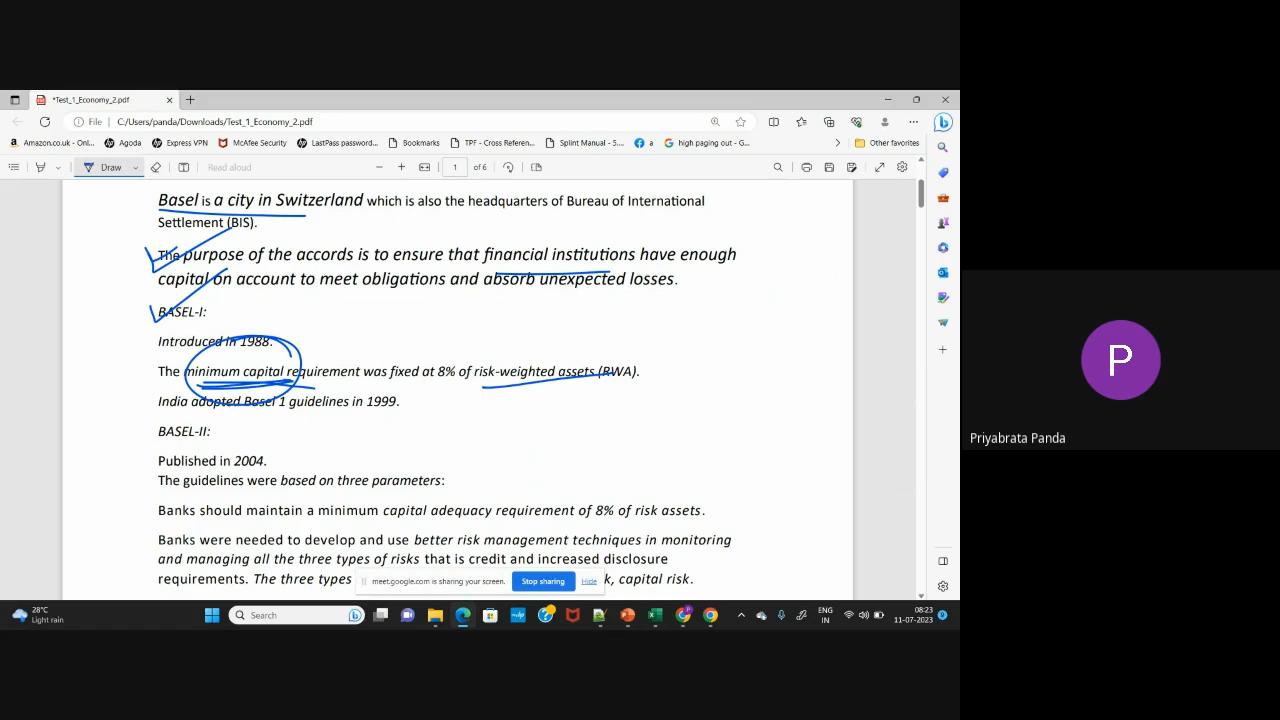 *Test_1_Economy_2.pdf
File C:/Users/panda/Downloads/Test_1_Economy_2.pdf
Amazon.co.uk - Onl... Agoda Express VPN McAfee Security LastPass password... Bookmarks TPF - Cross Referen... Splint Manual - 5.... a high paging out – G... Other favorites
Draw Read aloud 1 of 6
Basel is a city in Switzerland which is also the headquarters of Bureau of International
Settlement (BIS).
The purpose of the accords is to ensure that financial institutions have enough
capital on account to meet obligations and absorb unexpected losses.
BASEL-I:
Introduced in 1988.
The minimum capital requirement was fixed at 8% of risk-weighted assets (RWA).
India adopted Basel 1 guidelines in 1999.
BASEL-II:
Published in 2004.
The guidelines were based on three parameters:
Banks should maintain a minimum capital adequacy requirement of 8% of risk assets.
Banks were needed to develop and use better risk management techniques in monitoring
and managing all the three types of risks that is credit and increased disclosure
requirements. The three types k, capital risk.
meet.google.com is sharing your screen. Stop sharing Hide
P
Priyabrata Panda
28°C
Light rain
Search
ENG
IN
08:23
11-07-2023